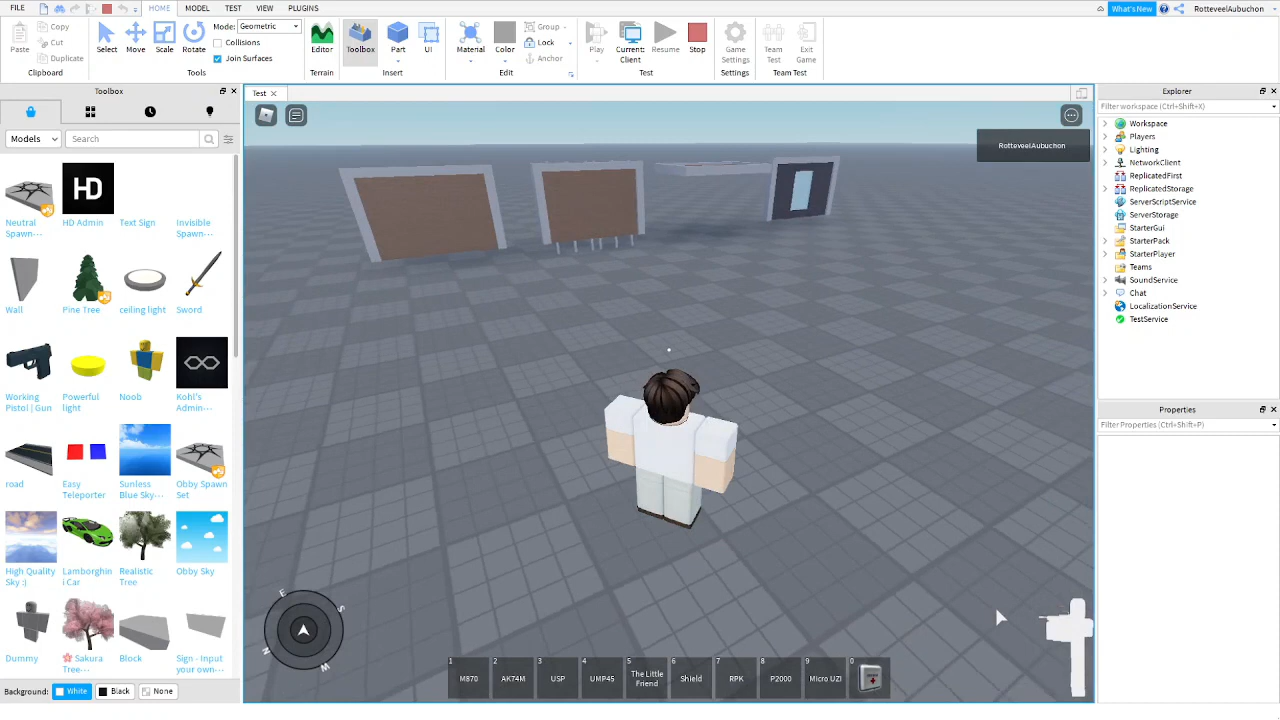 FILE HOME MODEL TEST VIEW PLUGINS What's New RotteveelAubuchon
Paste Copy Cut Duplicate Clipboard
Select Move Scale Rotate Mode: Geometric Collisions Join Surfaces Tools
Editor Terrain
Toolbox Part UI Insert
Material Color Group Lock Anchor Edit
Play Current: Client Resume Stop Test
Game Settings Settings
Team Test Exit Game Team Test
Toolbox
Models Search
Neutral Spawn··· HD Admin Text Sign Invisible Spawn···
Wall Pine Tree ceiling light Sword
Working Pistol | Gun Powerful light Noob Kohl's Admin···
road Easy Teleporter Sunless Blue Sky··· Obby Spawn Set
High Quality Sky :) Lamborghini Car Realistic Tree Obby Sky
Dummy 🌸 Sakura Tree··· Block Sign - Input your own···
Background: White Black None
Test
RotteveelAubuchon
HD
E S N W
1 M870
2 AKT4M
3 USP
4 UMP45
5 The Little Friend
6 Shield
7 RPK
8 P2000
9 Micro UZI
0
Explorer
Filter workspace (Ctrl+Shift+X)
Workspace
Players
Lighting
NetworkClient
ReplicatedFirst
ReplicatedStorage
ServerScriptService
ServerStorage
StarterGui
StarterPack
StarterPlayer
Teams
SoundService
Chat
LocalizationService
TestService
Properties
Filter Properties (Ctrl+Shift+P)